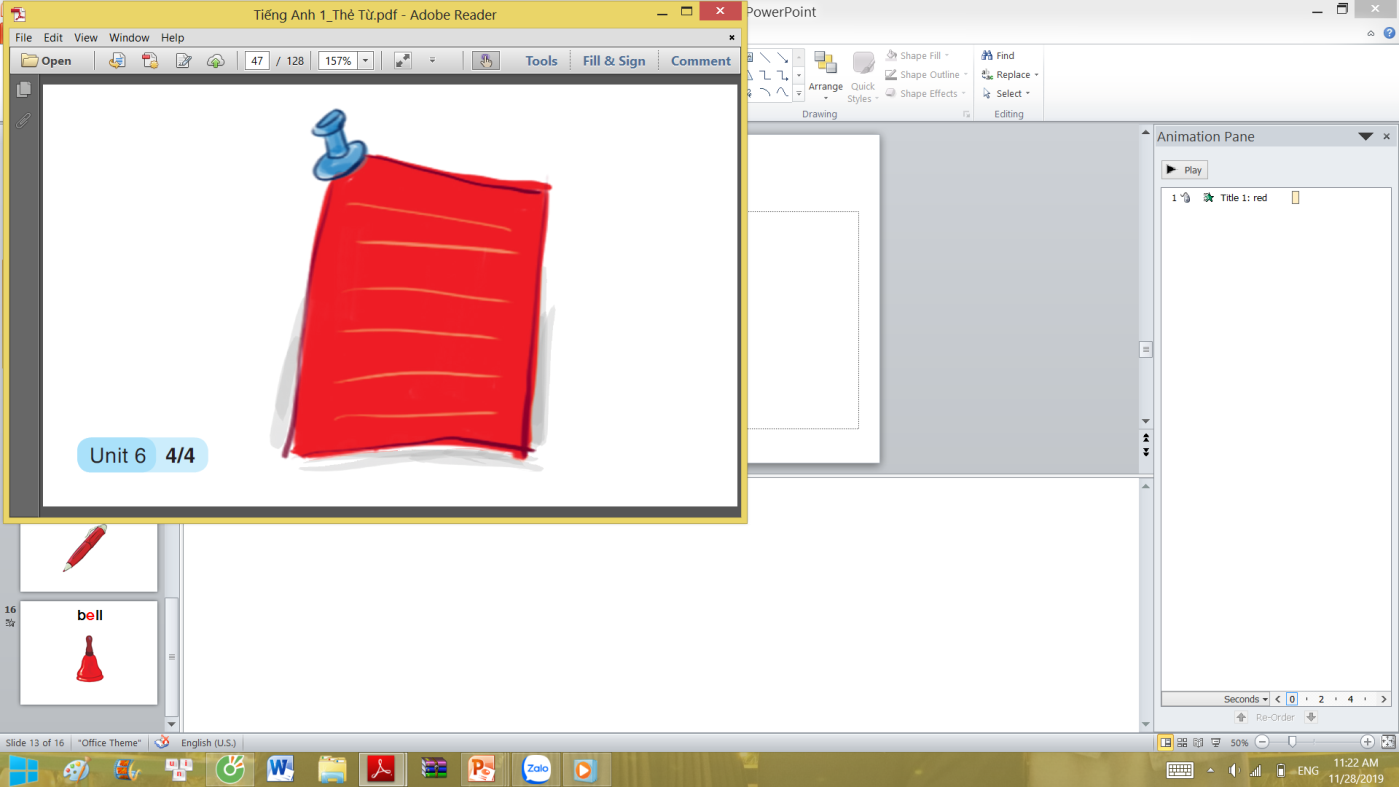 Tiếng Anh 1_Thẻ Từ.pdf - Adobe Reader
PowerPoint
File Edit View Window Help
Open 47 / 128 157% Tools Fill & Sign Comment
Shape Fill
Shape Outline
Shape Effects
Arrange
Quick Styles
Find
Replace
Select
Drawing
Editing
Unit 6 4/4
Animation Pane
Play
1 Title 1: red
16
bell
Seconds 0 2 4
Re-Order
Slide 13 of 16 "Office Theme" English (U.S.) 50%
Zalo
ENG
11:22 AM
11/28/2019